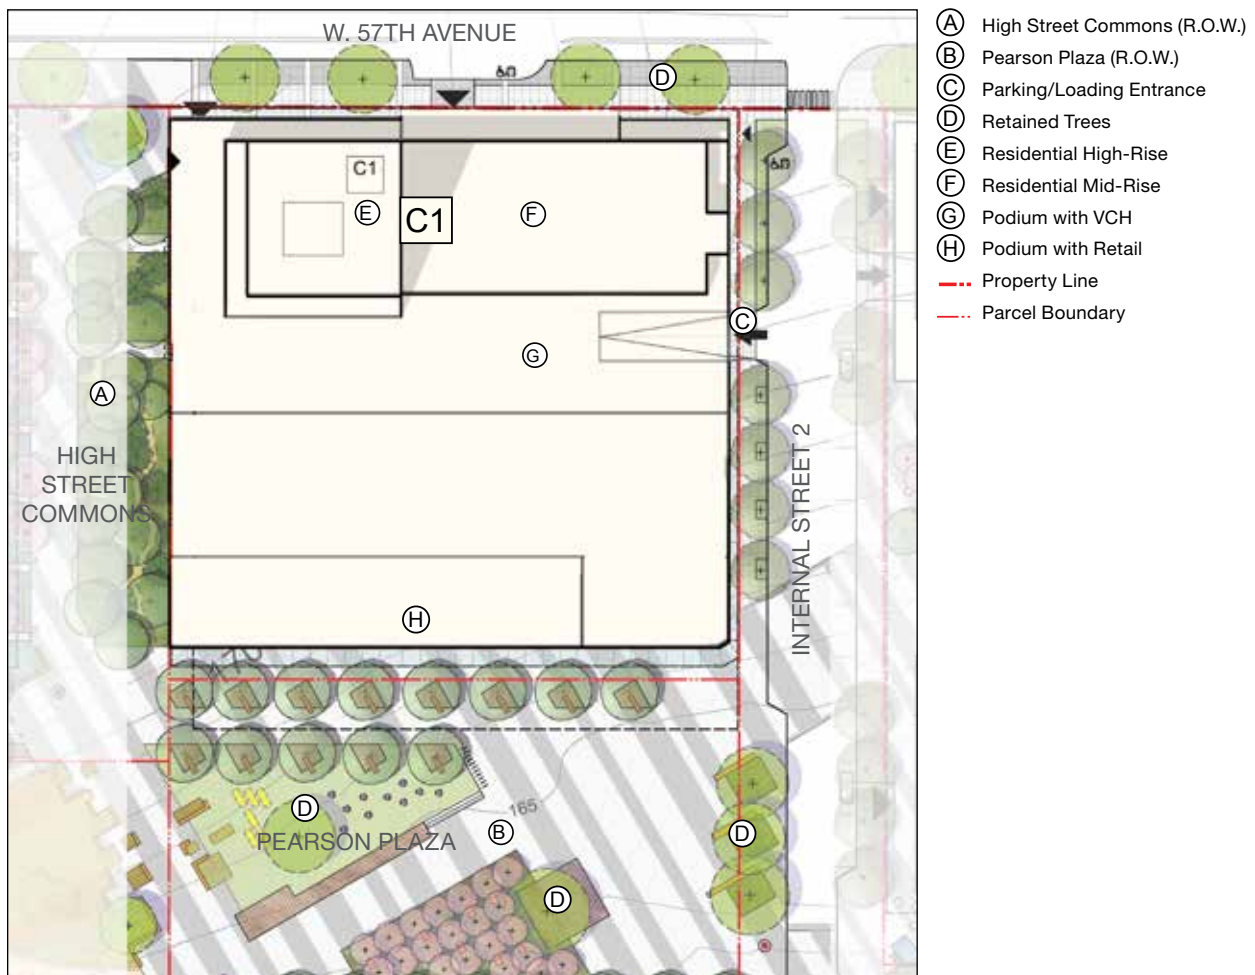 W. 57TH AVENUE
D
C1
E
C1
F
C
G
A
HIGH
STREET
COMMONS
INTERNAL STREET 2
H
D
165
PEARSON PLAZA
B
D
D
A High Street Commons (R.O.W.)
B Pearson Plaza (R.O.W.)
C Parking/Loading Entrance
D Retained Trees
E Residential High-Rise
F Residential Mid-Rise
G Podium with VCH
H Podium with Retail
Property Line
Parcel Boundary